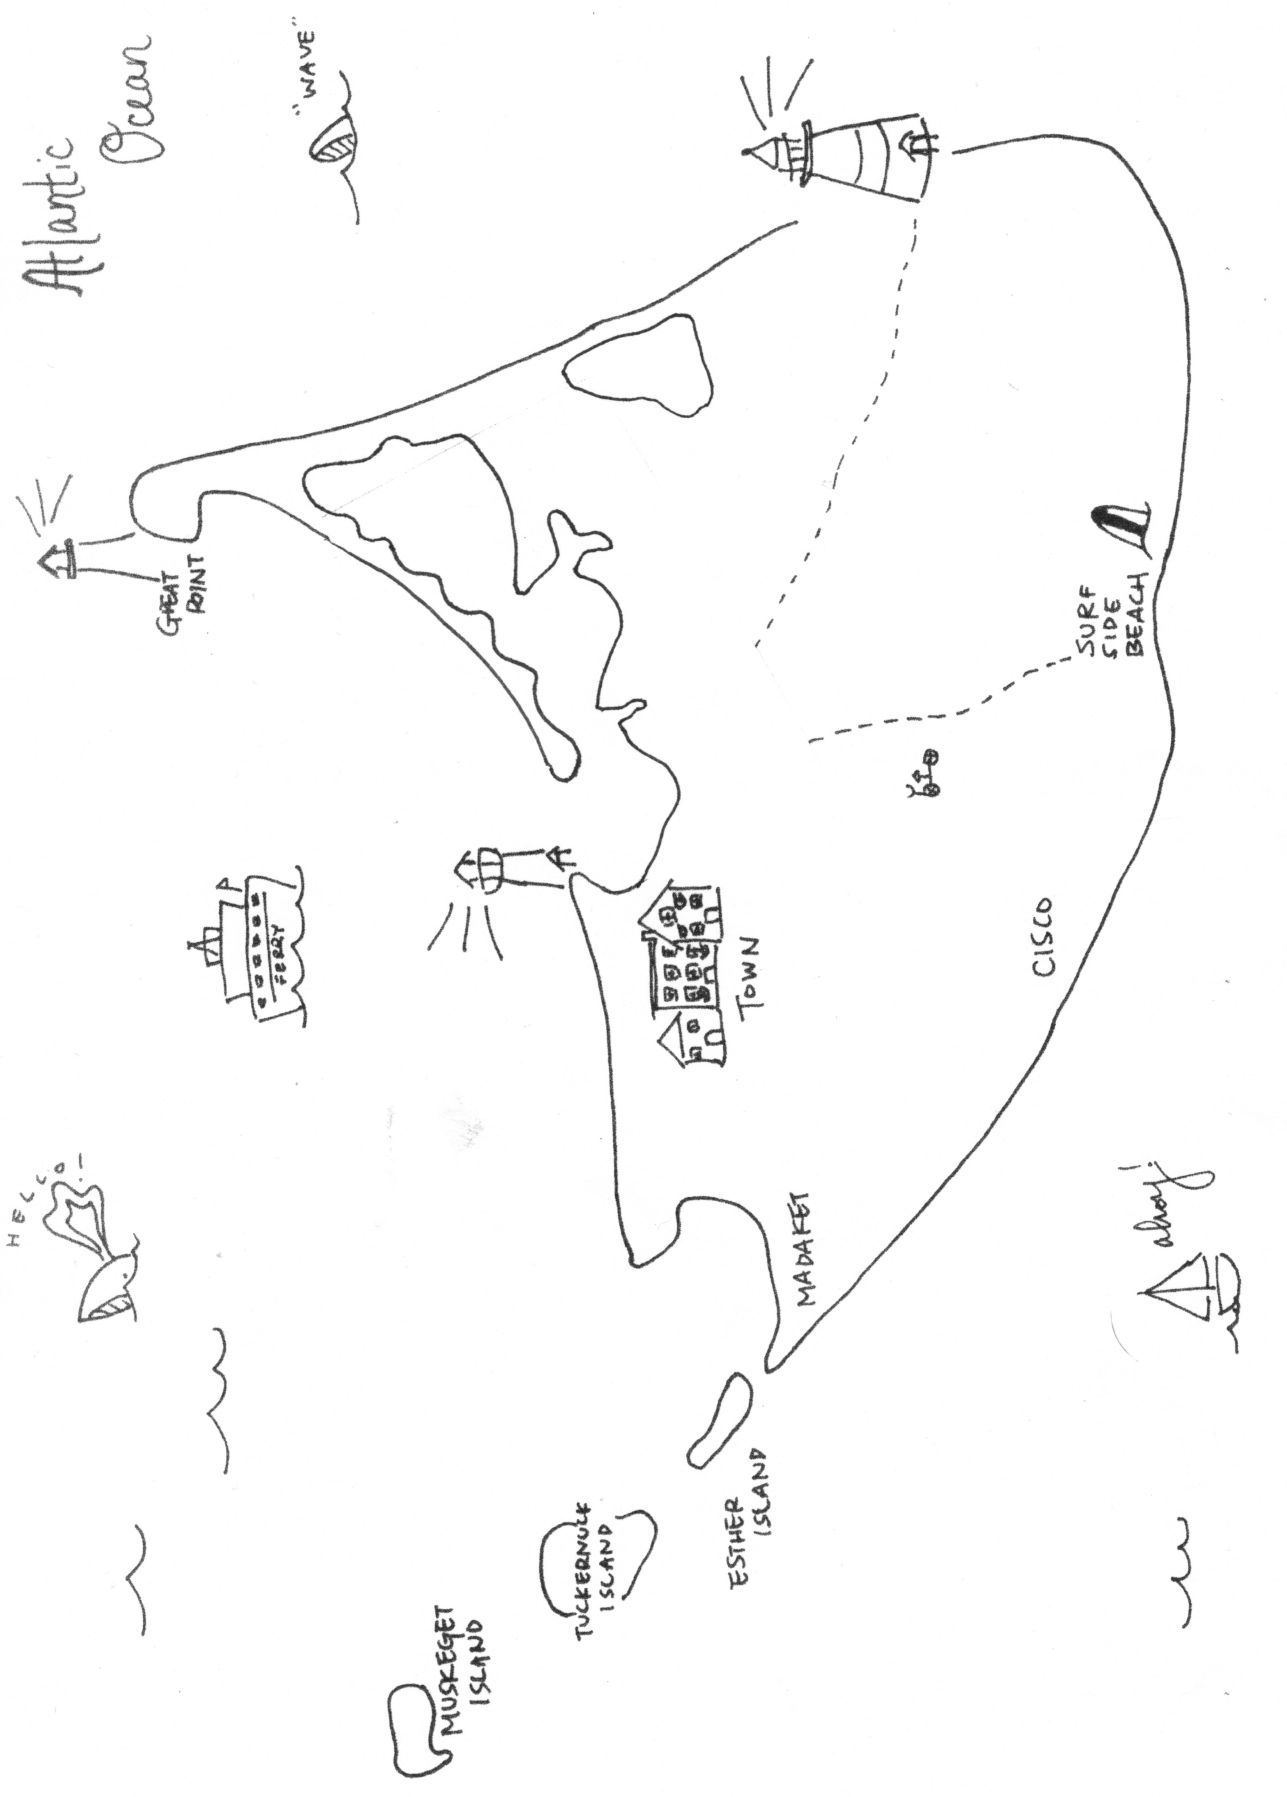 Atlantic
Ocean
"WAVE"
GREAT
POINT
HELLO!
FERRY
TOWN
SURF
SIDE
BEACH
CISCO
MADAKET
ahoy!
ESTHER
ISLAND
TUCKERNUCK
ISLAND
MUSKEGET
ISLAND